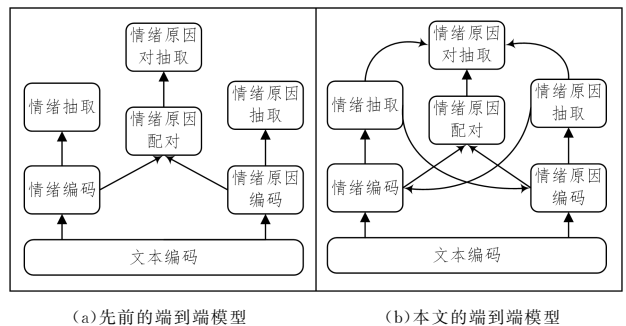 情绪原因
对抽取
情绪抽取
情绪原因
抽取
情绪原因
配对
情绪编码
情绪原因
编码
文本编码
(a)先前的端到端模型
情绪原因
对抽取
情绪抽取
情绪原因
抽取
情绪原因
配对
情绪编码
情绪原因
编码
文本编码
(b)本文的端到端模型